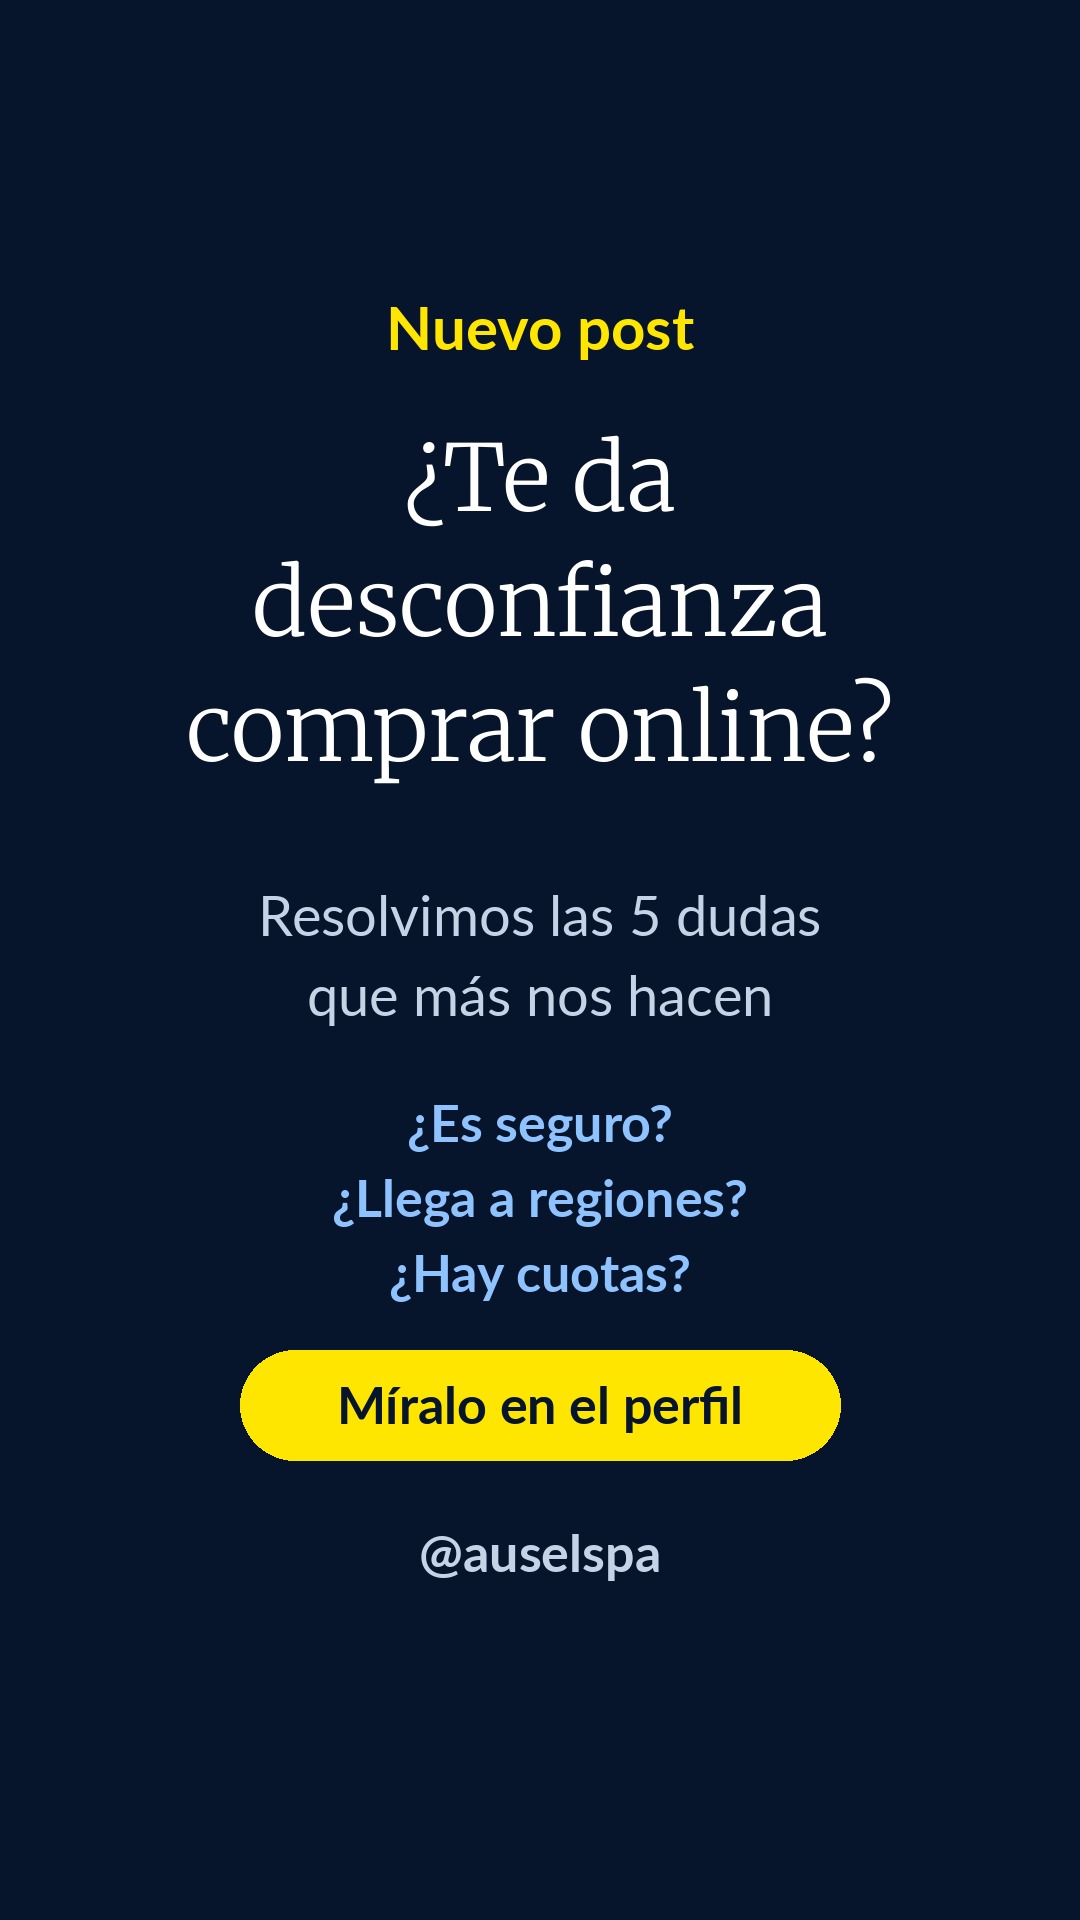 Nuevo post
¿Te da
desconfianza
comprar online?
Resolvimos las 5 dudas
que más nos hacen
¿Es seguro?
¿Llega a regiones?
¿Hay cuotas?
Míralo en el perfil
@auselspa